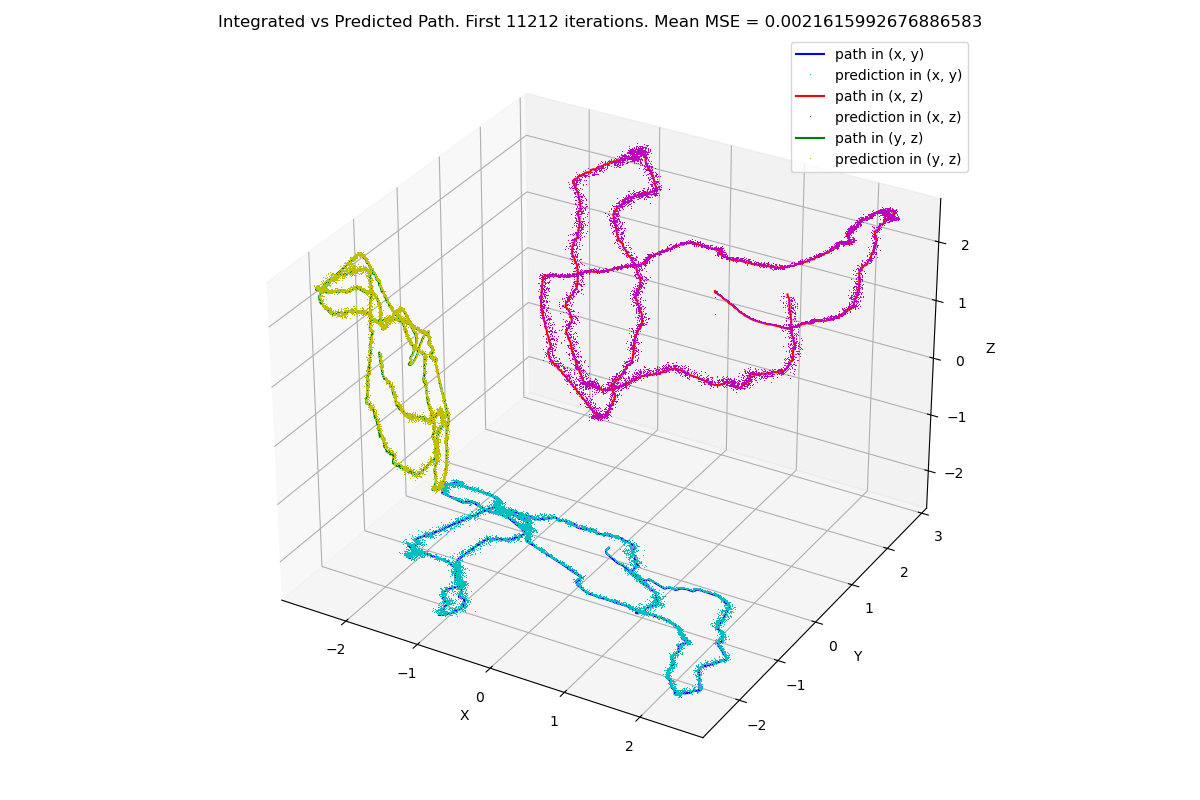 Integrated vs Predicted Path. First 11212 iterations. Mean MSE = 0.0021615992676886583
path in (x, y)
prediction in (x, y)
path in (x, z)
prediction in (x, z)
path in (y, z)
prediction in (y, z)
2
1
Z
0
−1
−2
3
2
1
0
Y
−1
−2
−2
−1
0
X
1
2